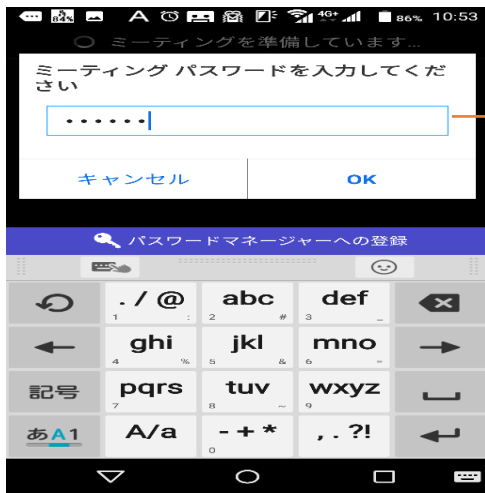 84%
A
4G+
86% 10:53
ミーティングを準備しています...
ミーティング パスワードを入力してくだ
さい
••••••
キャンセル
OK
パスワードマネージャーへの登録
. / @
1 :
abc
2 #
def
3 _
ghi
4 %
jkl
5 &
mno
6
記号
pqrs
7
tuv
8 ~
wxyz
9
あA1
A/a
- + *
0
, . ?!